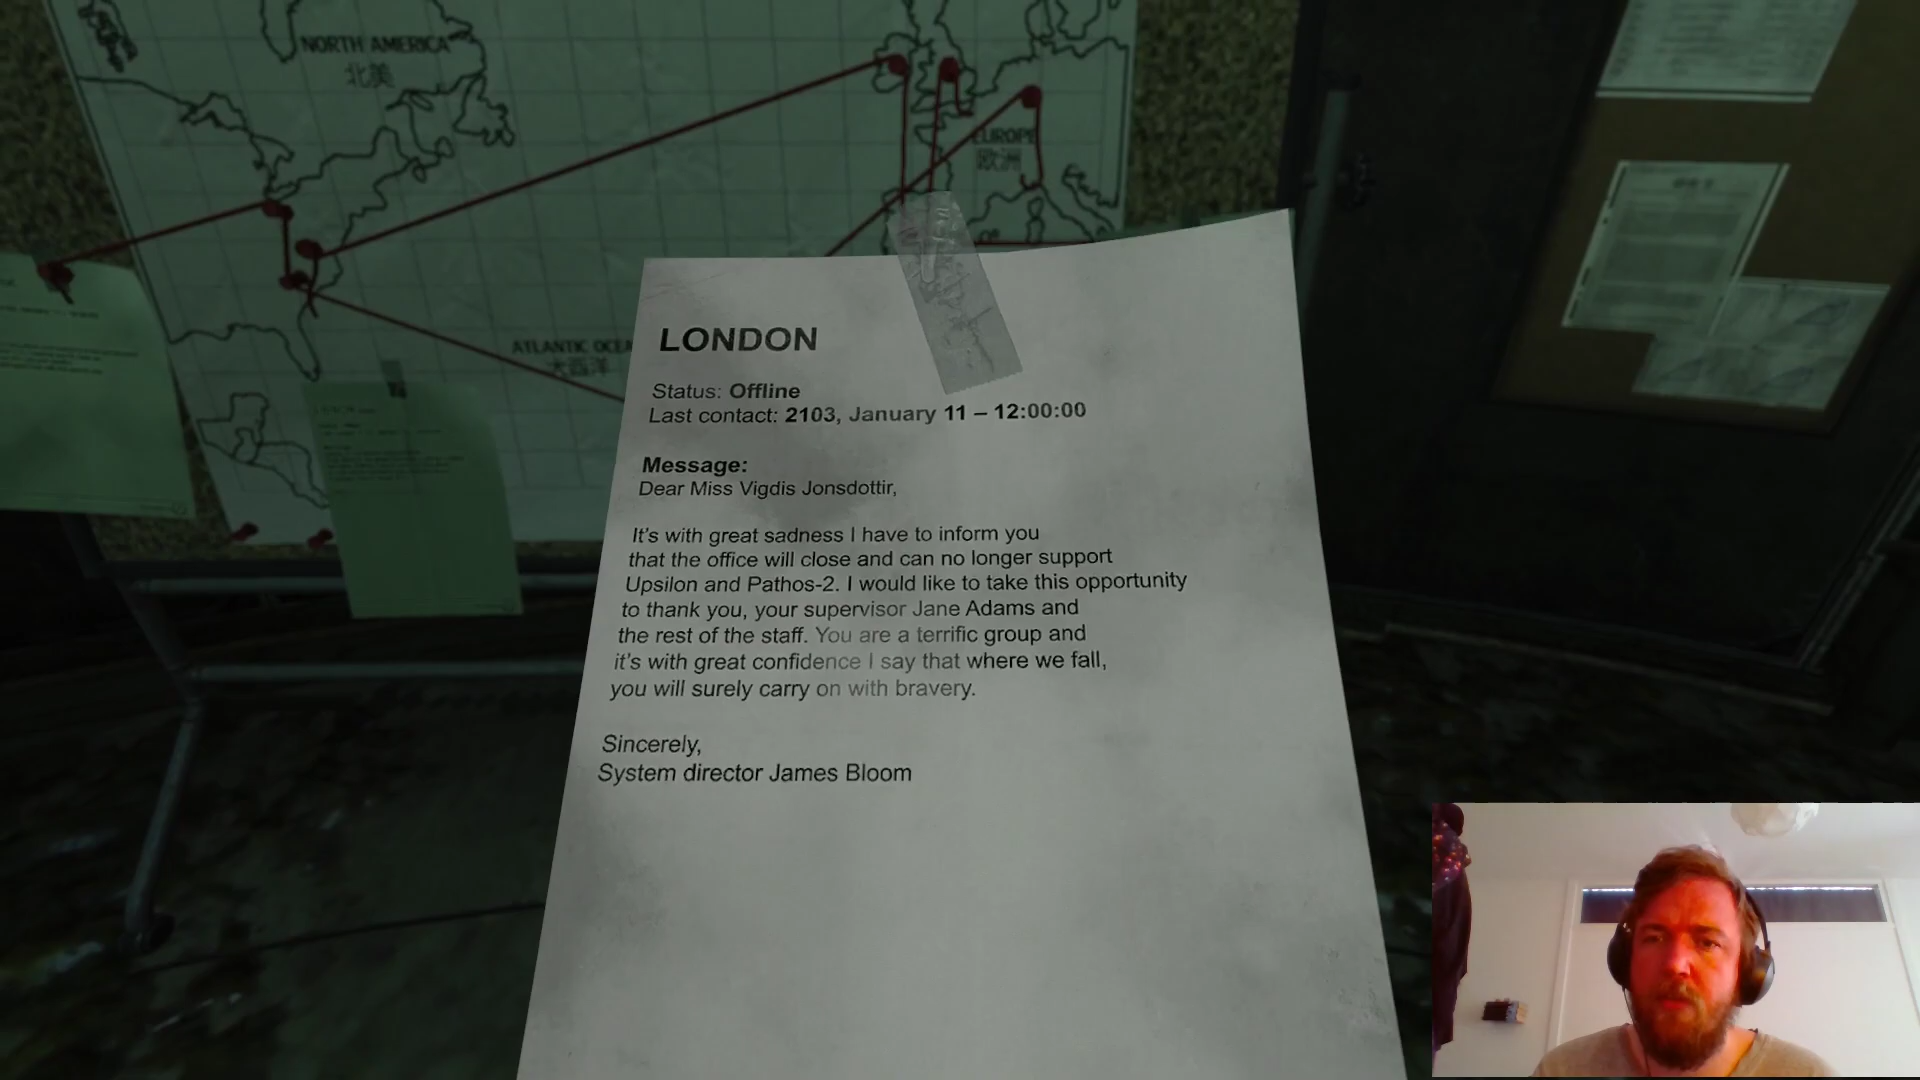 NORTH AMERICA
北美
EUROPE
欧洲
ATLANTIC OCEA
大西洋
LONDON
Status: Offline
Last contact: 2103, January 11 – 12:00:00
Message:
Dear Miss Vigdis Jonsdottir,
It's with great sadness I have to inform you
that the office will close and can no longer support
Upsilon and Pathos-2. I would like to take this opportunity
to thank you, your supervisor Jane Adams and
the rest of the staff. You are a terrific group and
it's with great confidence I say that where we fall,
you will surely carry on with bravery.
Sincerely,
System director James Bloom